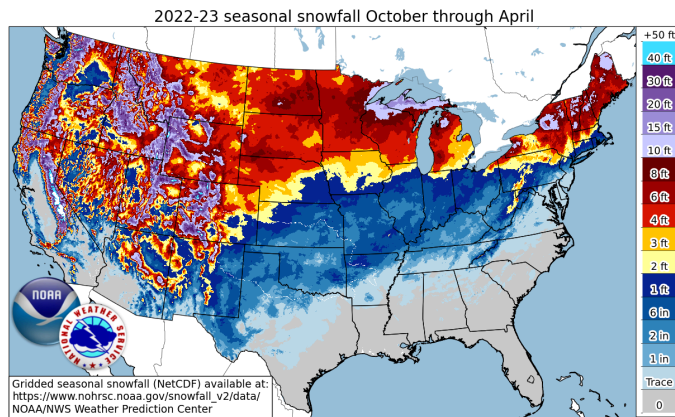 2022-23 seasonal snowfall October through April
+50 ft
40 ft
30 ft
20 ft
15 ft
10 ft
8 ft
6 ft
4 ft
3 ft
2 ft
1 ft
6 in
2 in
1 in
Trace
0
NOAA
NATIONAL WEATHER SERVICE
Gridded seasonal snowfall (NetCDF) available at:
https://www.nohrsc.noaa.gov/snowfall_v2/data/
NOAA/NWS Weather Prediction Center